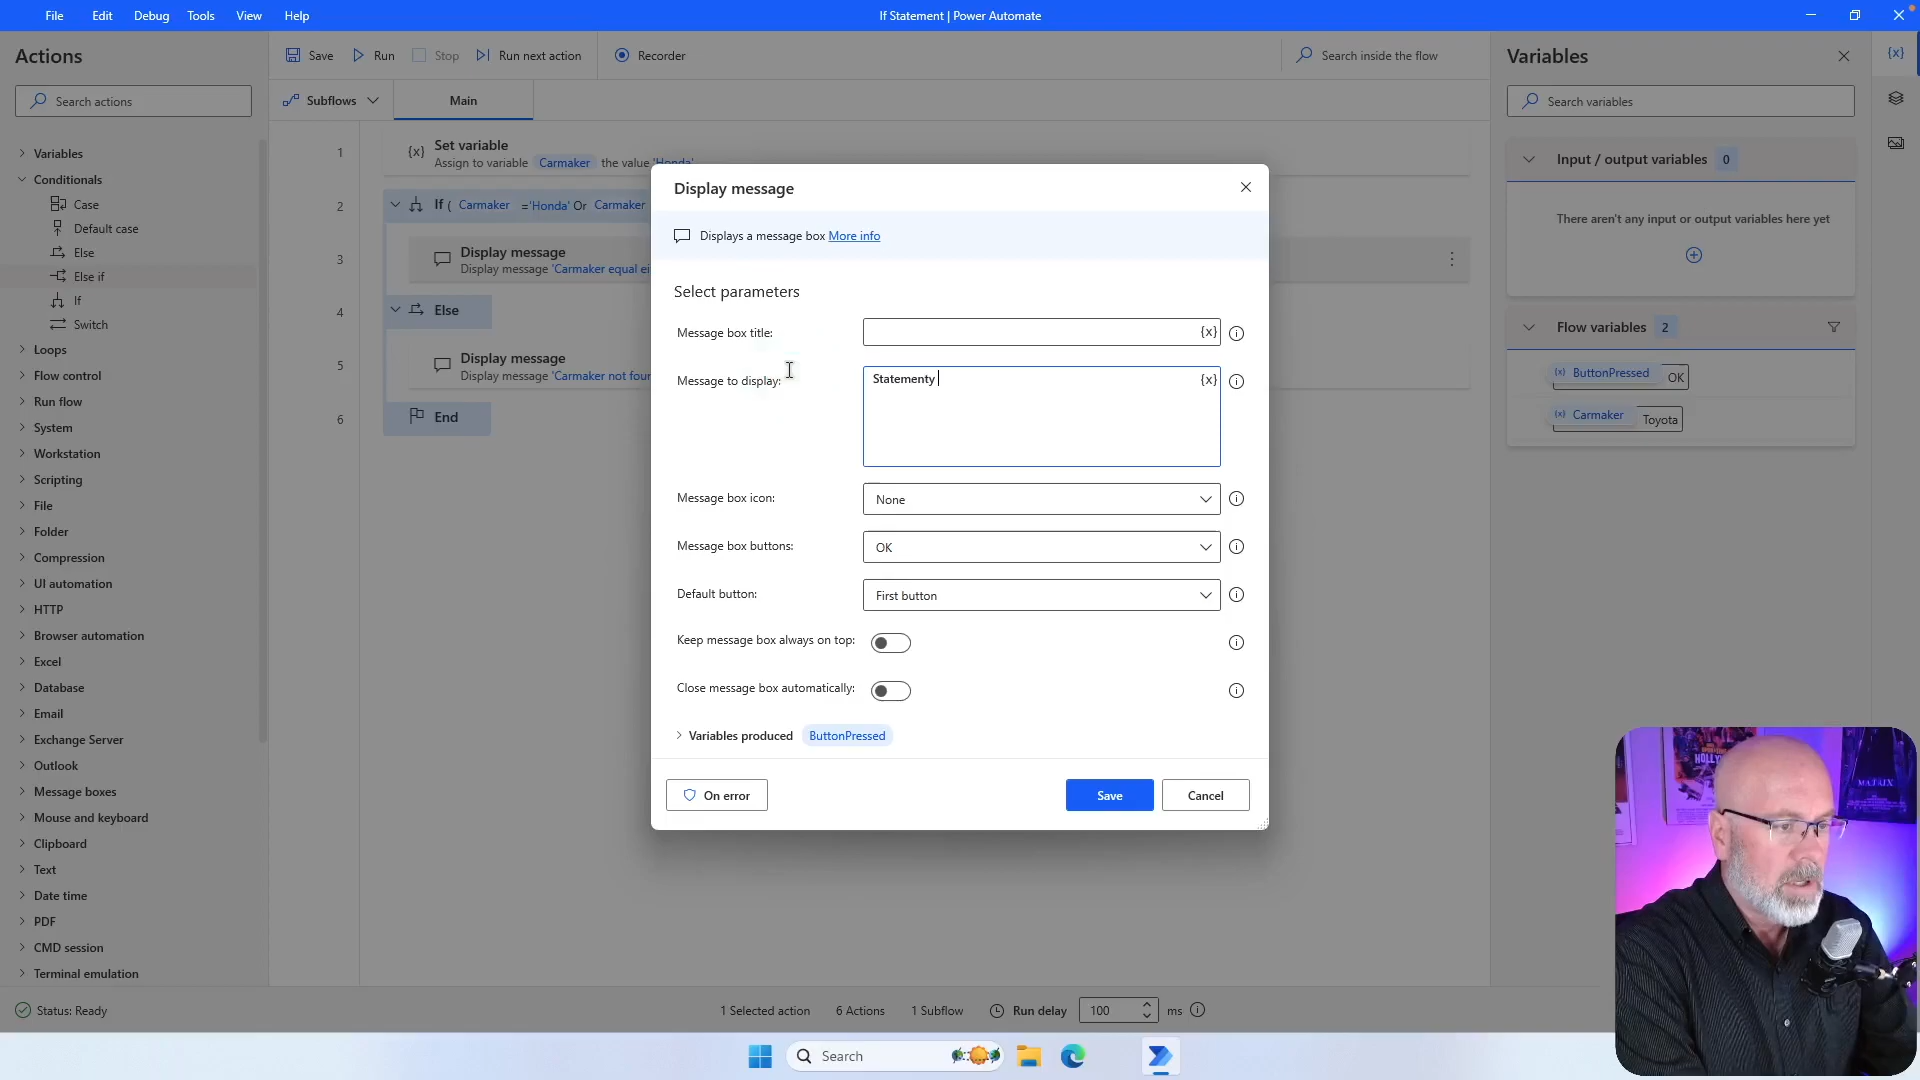 File Edit Debug Tools View Help
If Statement | Power Automate
Actions
Search actions
Variables
Conditionals
Case
Default case
Else
Else if
If
Switch
Loops
Flow control
Run flow
System
Workstation
Scripting
File
Folder
Compression
UI automation
HTTP
Browser automation
Excel
Database
Email
Exchange Server
Outlook
Message boxes
Mouse and keyboard
Clipboard
Text
Date time
PDF
CMD session
Terminal emulation
Save Run Stop Run next action Recorder
Search inside the flow
Subflows Main
1 {x} Set variable
Assign to variable Carmaker the value 'Honda'
2 If ( Carmaker ='Honda' Or Carmaker
3 Display message
Display message 'Carmaker equal ei
4 Else
5 Display message
Display message 'Carmaker not four
6 End
Display message
Displays a message box More info
Select parameters
Message box title: {x}
Message to display: Statementy {x}
Message box icon: None
Message box buttons: OK
Default button: First button
Keep message box always on top:
Close message box automatically:
Variables produced ButtonPressed
On error Save Cancel
Variables
{x}
Search variables
Input / output variables 0
There aren't any input or output variables here yet
Flow variables 2
(x) ButtonPressed OK
(x) Carmaker Toyota
Status: Ready
1 Selected action 6 Actions 1 Subflow Run delay 100 ms
Search
HOLLY
MATRIX